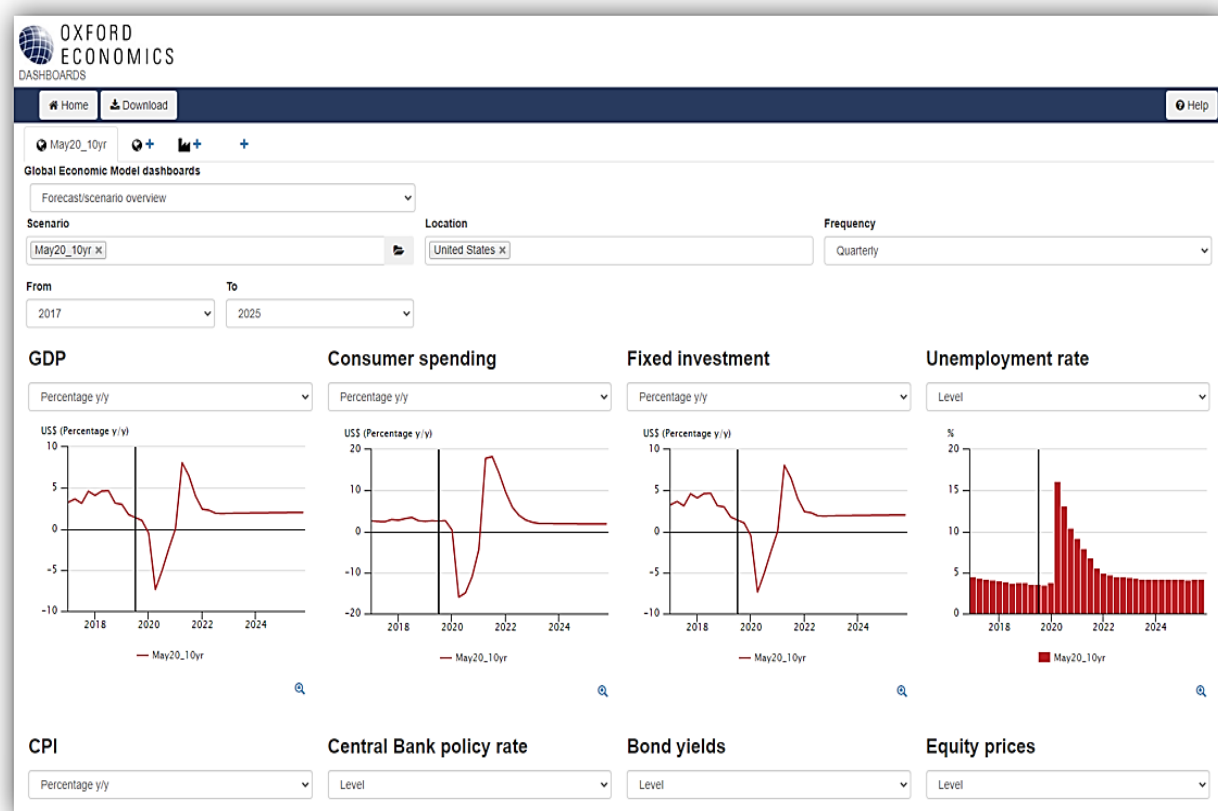 OXFORD
ECONOMICS
DASHBOARDS
Home Download Help
May20_10yr + + +
Global Economic Model dashboards
Forecast/scenario overview
Scenario Location Frequency
May20_10yr × United States × Quarterly
From To
2017 2025
GDP Consumer spending Fixed investment Unemployment rate
Percentage y/y Percentage y/y Percentage y/y Level
US$ (Percentage y/y) US$ (Percentage y/y) US$ (Percentage y/y) %
10 20 10 20
5 10 5 15
0 0 0 10
-5 -10 -5 5
-10 -20 -10 0
2018 2020 2022 2024 2018 2020 2022 2024 2018 2020 2022 2024 2018 2020 2022 2024
May20_10yr May20_10yr May20_10yr May20_10yr
CPI Central Bank policy rate Bond yields Equity prices
Percentage y/y Level Level Level